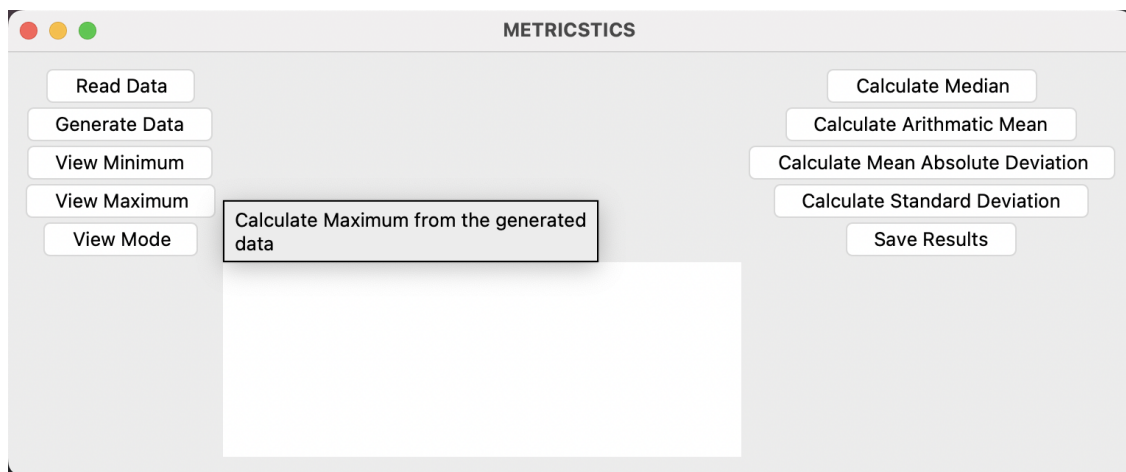 METRICSTICS
Read Data
Generate Data
View Minimum
View Maximum
View Mode
Calculate Maximum from the generated
data
Calculate Median
Calculate Arithmatic Mean
Calculate Mean Absolute Deviation
Calculate Standard Deviation
Save Results